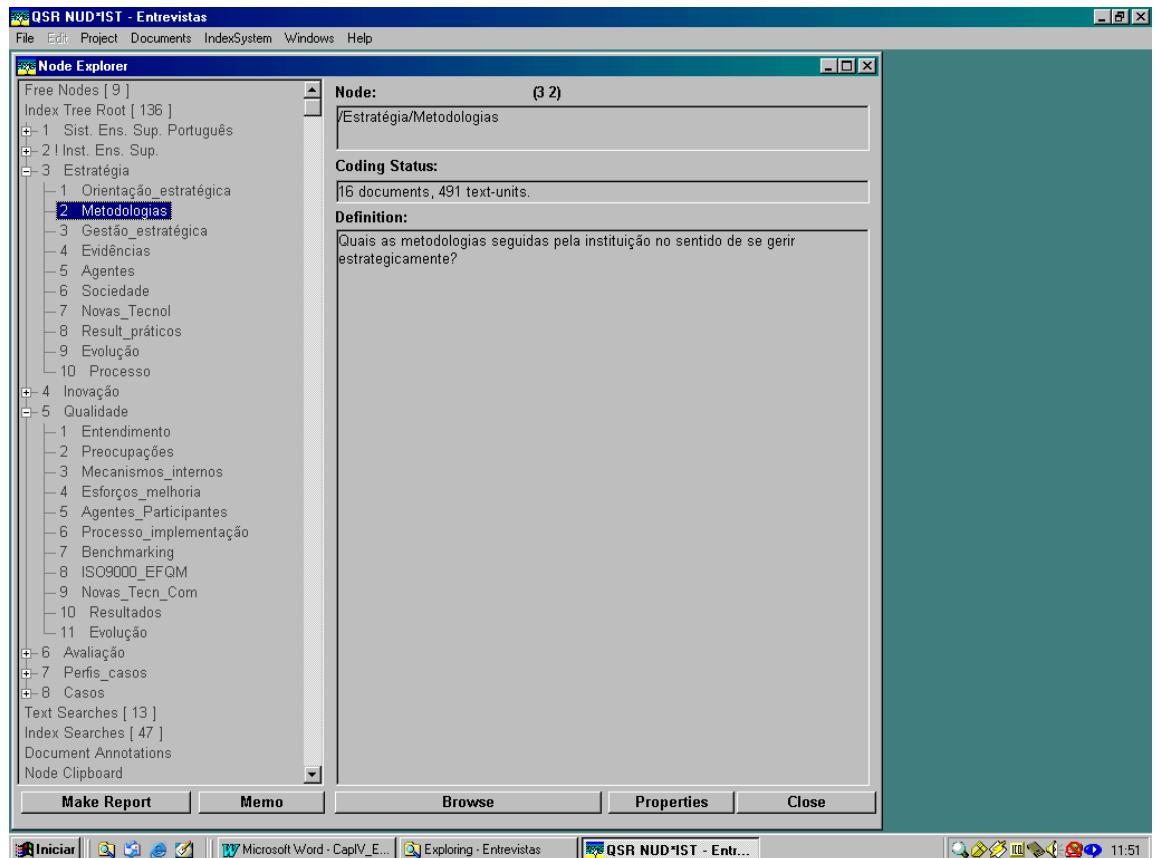 QSR NUD*IST - Entrevistas
File Edit Project Documents IndexSystem Windows Help
Node Explorer
Free Nodes [ 9 ]
Index Tree Root [ 136 ]
1 Sist. Ens. Sup. Português
2 ! Inst. Ens. Sup.
3 Estratégia
1 Orientação_estratégica
2 Metodologias
3 Gestão_estratégica
4 Evidências
5 Agentes
6 Sociedade
7 Novas_Tecnol
8 Result_práticos
9 Evolução
10 Processo
4 Inovação
5 Qualidade
1 Entendimento
2 Preocupações
3 Mecanismos_internos
4 Esforços_melhoria
5 Agentes_Participantes
6 Processo_implementação
7 Benchmarking
8 ISO9000_EFQM
9 Novas_Tecn_Com
10 Resultados
11 Evolução
6 Avaliação
7 Perfis_casos
8 Casos
Text Searches [ 13 ]
Index Searches [ 47 ]
Document Annotations
Node Clipboard
Node: (3 2)
/Estratégia/Metodologias
Coding Status:
16 documents, 491 text-units.
Definition:
Quais as metodologias seguidas pela instituição no sentido de se gerir
estrategicamente?
Make Report Memo Browse Properties Close
Iniciar Microsoft Word - CapIV_E... Exploring - Entrevistas QSR NUD*IST - Entr... 11:51